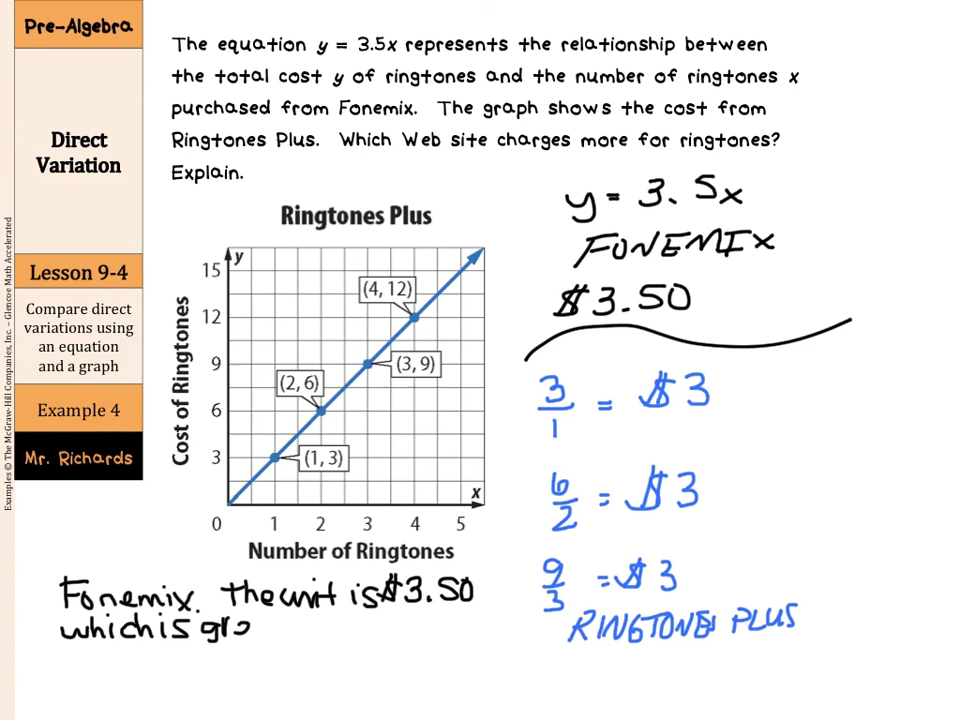 Pre-Algebra
Direct
Variation
Lesson 9-4
Compare direct
variations using
an equation
and a graph
Example 4
Mr. Richards
Examples © The McGraw-Hill Companies, Inc. – Glencoe Math Accelerated
The equation y = 3.5x represents the relationship between
the total cost y of ringtones and the number of ringtones x
purchased from Fonemix. The graph shows the cost from
Ringtones Plus. Which Web site charges more for ringtones?
Explain.
Ringtones Plus
y
15
12
9
6
3
0
1
2
3
4
5
x
(4, 12)
(3, 9)
(2, 6)
(1, 3)
Cost of Ringtones
Number of Ringtones
y = 3.5x
FONEMIX
$3.50
3/1 = $3
6/2 = $3
9/3 = $3
RINGTONES PLUS
Fonemix. the unit is $3.50
which is gre